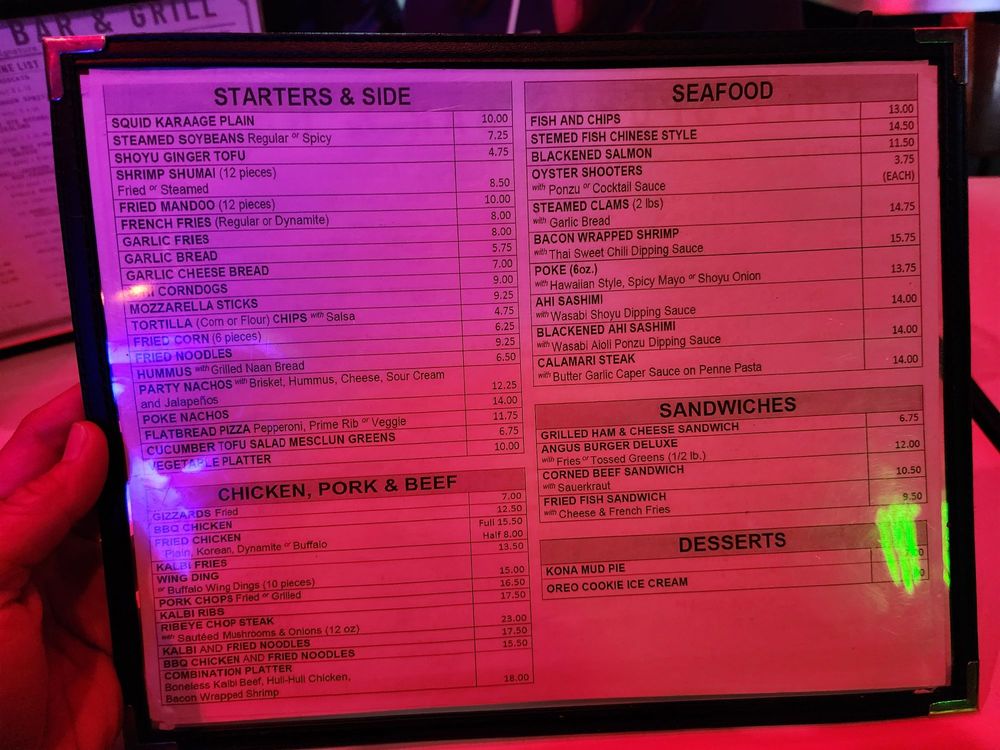 BAR & GRILL
STARTERS & SIDE
SQUID KARAAGE PLAIN 10.00
STEAMED SOYBEANS Regular or Spicy 7.25
SHOYU GINGER TOFU 4.75
SHRIMP SHUMAI (12 pieces)
Fried or Steamed 8.50
FRIED MANDOO (12 pieces) 10.00
FRENCH FRIES (Regular or Dynamite) 8.00
GARLIC FRIES 8.00
GARLIC BREAD 5.75
GARLIC CHEESE BREAD 7.00
CORNDOGS 9.00
MOZZARELLA STICKS 9.25
TORTILLA (Corn or Flour) CHIPS with Salsa 4.75
FRIED CORN (6 pieces) 6.25
FRIED NOODLES 9.25
HUMMUS with Grilled Naan Bread 6.50
PARTY NACHOS with Brisket, Hummus, Cheese, Sour Cream
and Jalapeños 12.25
POKE NACHOS 14.00
FLATBREAD PIZZA Pepperoni, Prime Rib or Veggie 11.75
CUCUMBER TOFU SALAD MESCLUN GREENS 6.75
VEGETABLE PLATTER 10.00
CHICKEN, PORK & BEEF
GIZZARDS Fried 7.00
BBQ CHICKEN 12.50
FRIED CHICKEN Full 15.50
Plain, Korean, Dynamite or Buffalo Half 8.00
KALBI FRIES 13.50
WING DING
or Buffalo Wing Dings (10 pieces) 15.00
PORK CHOPS Fried or Grilled 16.50
KALBI RIBS 17.50
RIBEYE CHOP STEAK
with Sautéed Mushrooms & Onions (12 oz) 23.00
KALBI AND FRIED NOODLES 17.50
BBQ CHICKEN AND FRIED NOODLES 15.50
COMBINATION PLATTER
Boneless Kalbi Beef, Huli-Huli Chicken,
Bacon Wrapped Shrimp 18.00
SEAFOOD
FISH AND CHIPS 13.00
STEMED FISH CHINESE STYLE 14.50
BLACKENED SALMON 11.50
OYSTER SHOOTERS 3.75
with Ponzu or Cocktail Sauce (EACH)
STEAMED CLAMS (2 lbs)
with Garlic Bread 14.75
BACON WRAPPED SHRIMP
with Thai Sweet Chili Dipping Sauce 15.75
POKE (6oz.)
with Hawaiian Style, Spicy Mayo or Shoyu Onion 13.75
AHI SASHIMI
with Wasabi Shoyu Dipping Sauce 14.00
BLACKENED AHI SASHIMI
with Wasabi Aioli Ponzu Dipping Sauce 14.00
CALAMARI STEAK
with Butter Garlic Caper Sauce on Penne Pasta 14.00
SANDWICHES
GRILLED HAM & CHEESE SANDWICH 6.75
ANGUS BURGER DELUXE
with Fries or Tossed Greens (1/2 lb.) 12.00
CORNED BEEF SANDWICH
with Sauerkraut 10.50
FRIED FISH SANDWICH
with Cheese & French Fries 9.50
DESSERTS
KONA MUD PIE
OREO COOKIE ICE CREAM